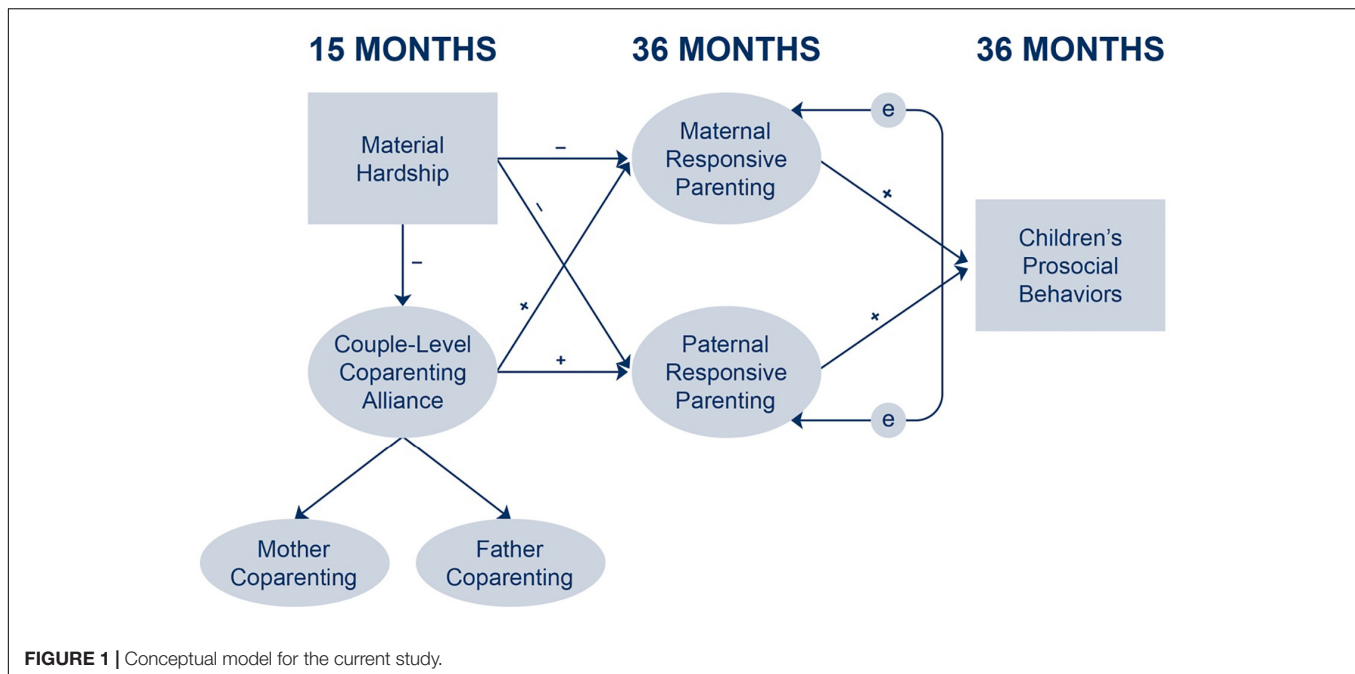 15 MONTHS
36 MONTHS
36 MONTHS
Material
Hardship
–
–
–
Maternal
Responsive
Parenting
e
+
Children's
Prosocial
Behaviors
Couple-Level
Coparenting
Alliance
+
+
Paternal
Responsive
Parenting
+
e
Mother
Coparenting
Father
Coparenting
FIGURE 1 | Conceptual model for the current study.